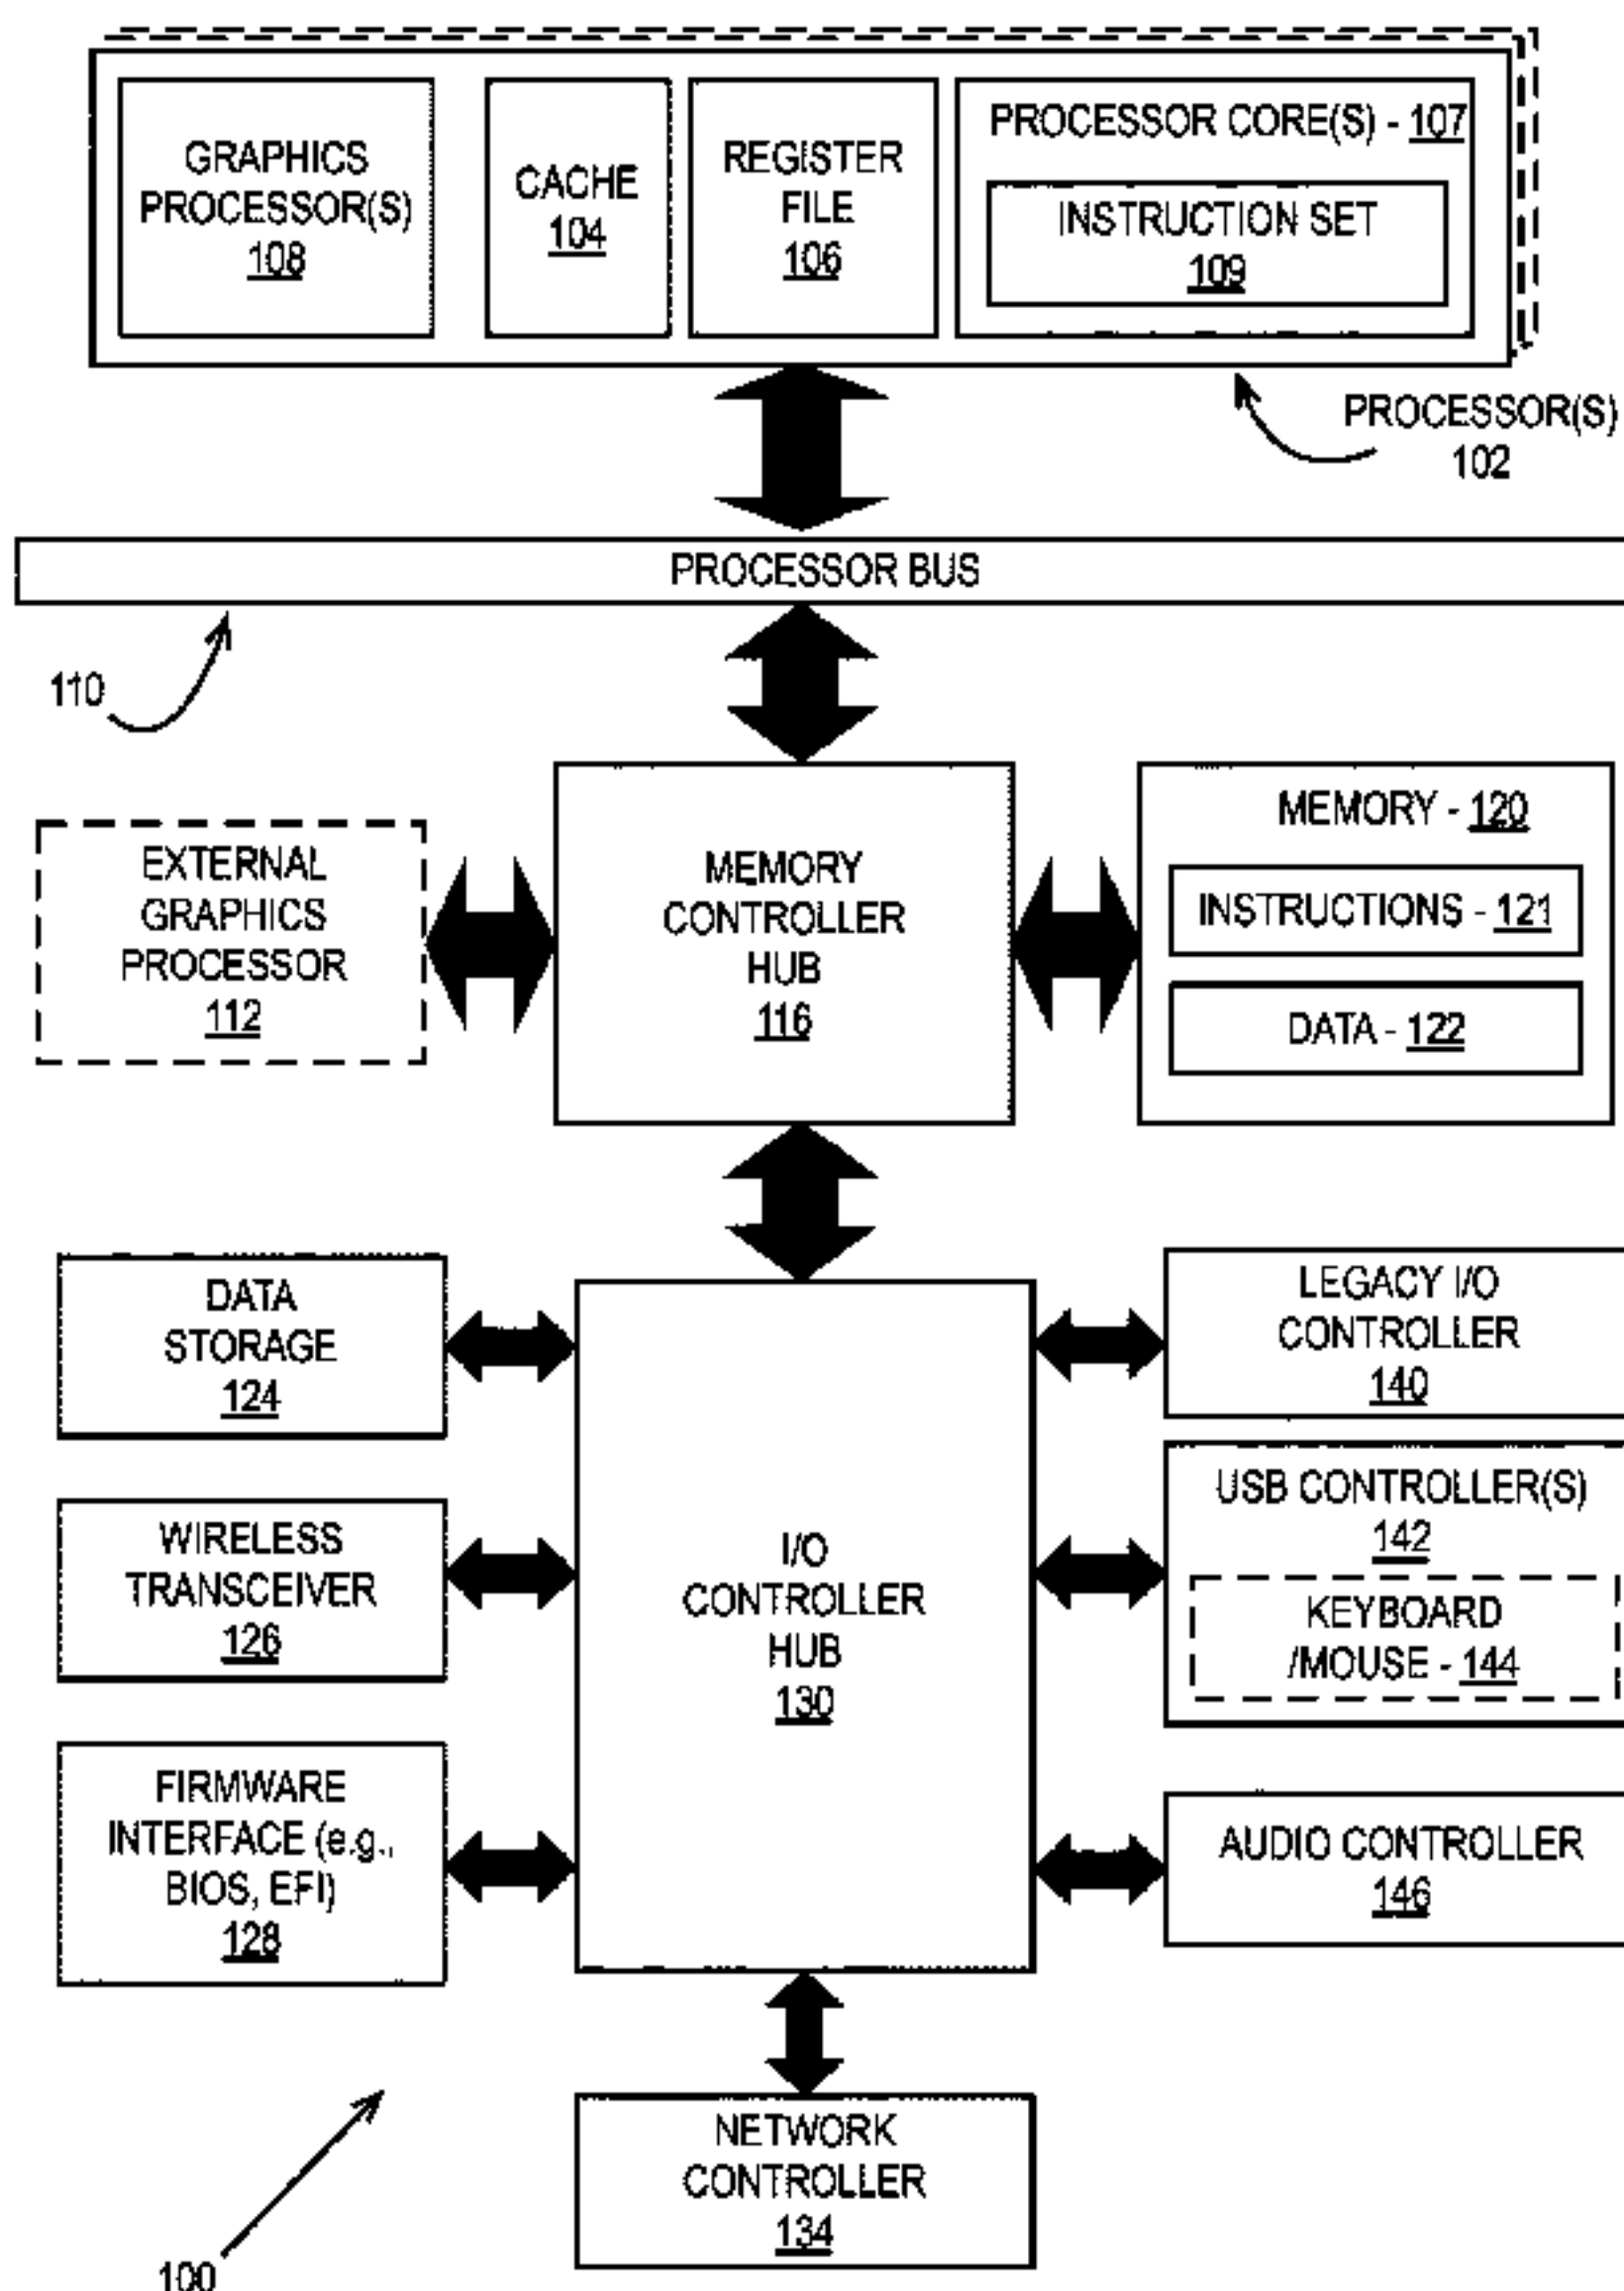 GRAPHICS
PROCESSOR(S)
108
CACHE
104
REGISTER
FILE
106
PROCESSOR CORE(S) - 107
INSTRUCTION SET
109
PROCESSOR(S)
102
PROCESSOR BUS
110
EXTERNAL
GRAPHICS
PROCESSOR
112
MEMORY
CONTROLLER
HUB
116
MEMORY - 120
INSTRUCTIONS - 121
DATA - 122
DATA
STORAGE
124
WIRELESS
TRANSCEIVER
126
FIRMWARE
INTERFACE (e.g.,
BIOS, EFI)
128
I/O
CONTROLLER
HUB
130
LEGACY I/O
CONTROLLER
140
USB CONTROLLER(S)
142
KEYBOARD
/MOUSE - 144
AUDIO CONTROLLER
146
NETWORK
CONTROLLER
134
100